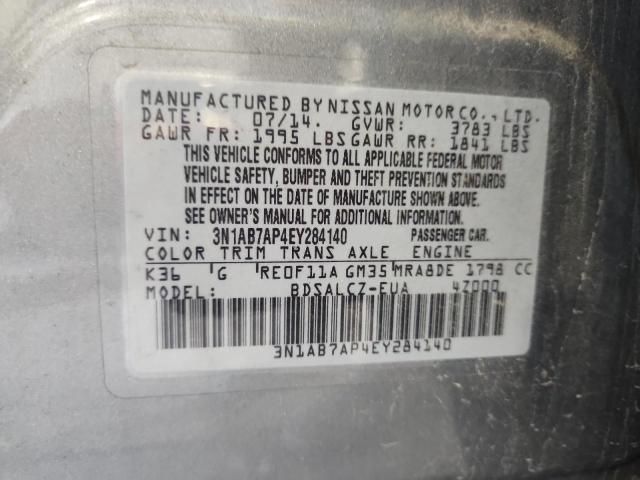 MANUFACTURED BY NISSAN MOTOR CO., LTD.
DATE: 07/14. GVWR: 3783 LBS
GAWR FR: 1995 LBS GAWR RR: 1841 LBS
THIS VEHICLE CONFORMS TO ALL APPLICABLE FEDERAL MOTOR
VEHICLE SAFETY, BUMPER AND THEFT PREVENTION STANDARDS
IN EFFECT ON THE DATE OF MANUFACTURE SHOWN ABOVE.
SEE OWNER'S MANUAL FOR ADDITIONAL INFORMATION.
VIN: 3N1AB7AP4EY284140 PASSENGER CAR.
COLOR TRIM TRANS AXLE ENGINE
K36 G RE0F11A GM35 MRA8DE 1798 CC
MODEL: BDSALCZ-EUA 4Z000
3N1AB7AP4EY284140